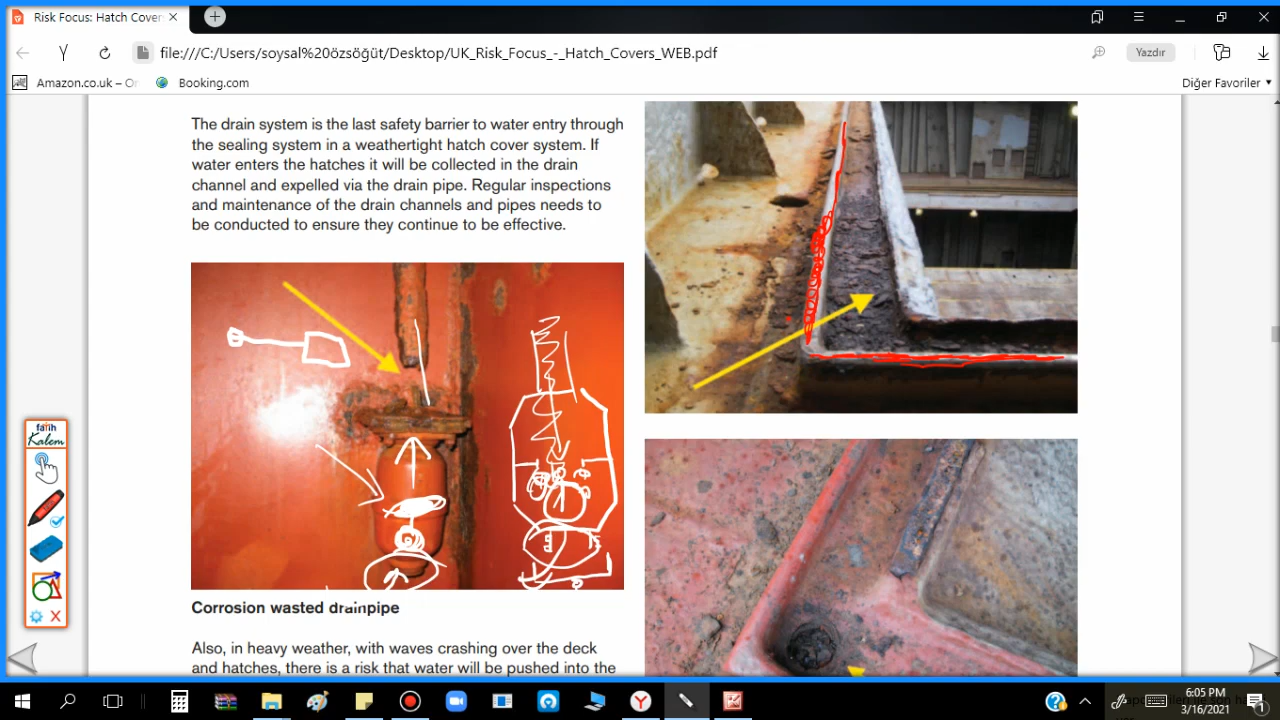 Risk Focus: Hatch Cover
file:///C:/Users/soysal%20özsöğüt/Desktop/UK_Risk_Focus_-_Hatch_Covers_WEB.pdf
Yazdır
Amazon.co.uk – O
Booking.com
Diğer Favoriler
The drain system is the last safety barrier to water entry through
the sealing system in a weathertight hatch cover system. If
water enters the hatches it will be collected in the drain
channel and expelled via the drain pipe. Regular inspections
and maintenance of the drain channels and pipes needs to
be conducted to ensure they continue to be effective.
fatih
Kalem
Corrosion wasted drainpipe
Also, in heavy weather, with waves crashing over the deck
and hatches, there is a risk that water will be pushed into the
6:05 PM
3/16/2021
1